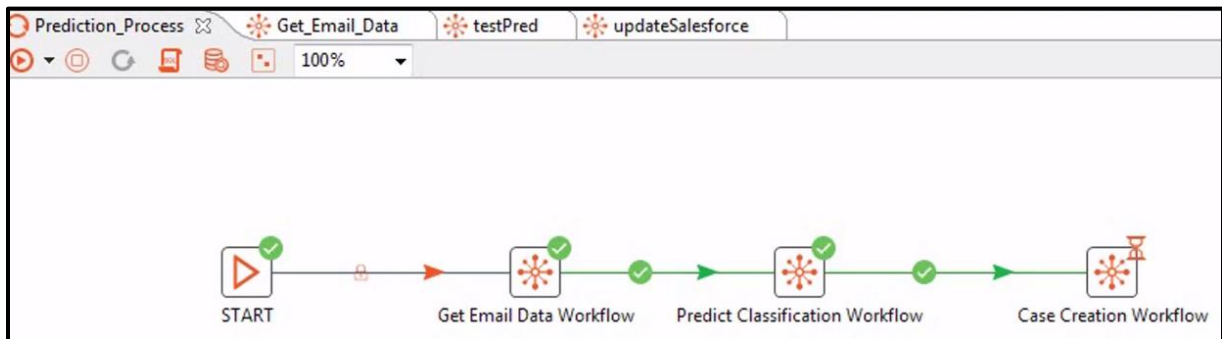 Prediction_Process Get_Email_Data testPred updateSalesforce
100%
START Get Email Data Workflow Predict Classification Workflow Case Creation Workflow